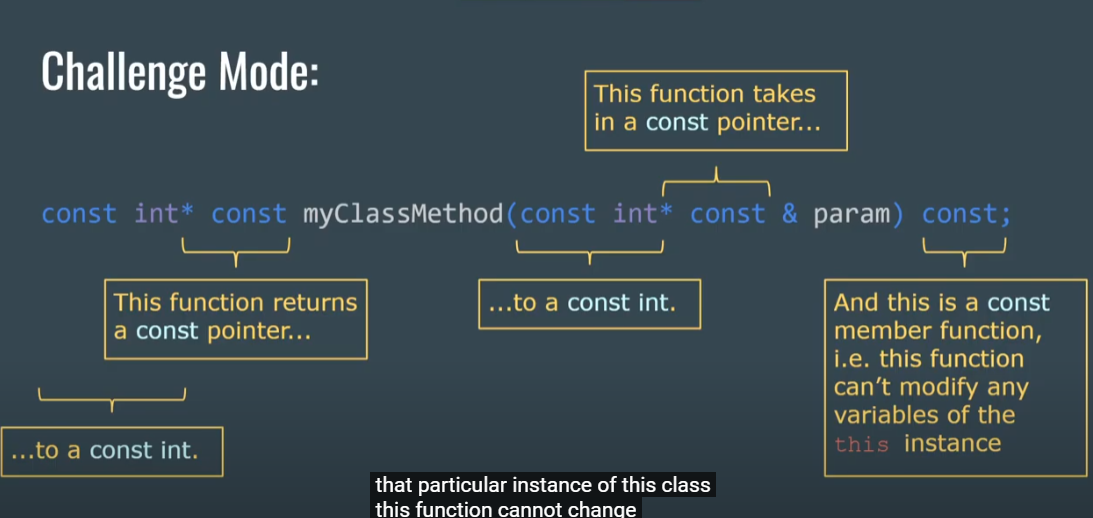 Challenge Mode:
This function takes
in a const pointer...
const int* const myClassMethod(const int* const & param) const;
This function returns
a const pointer...
...to a const int.
...to a const int.
And this is a const
member function,
i.e. this function
can't modify any
variables of the
this instance
that particular instance of this class
this function cannot change